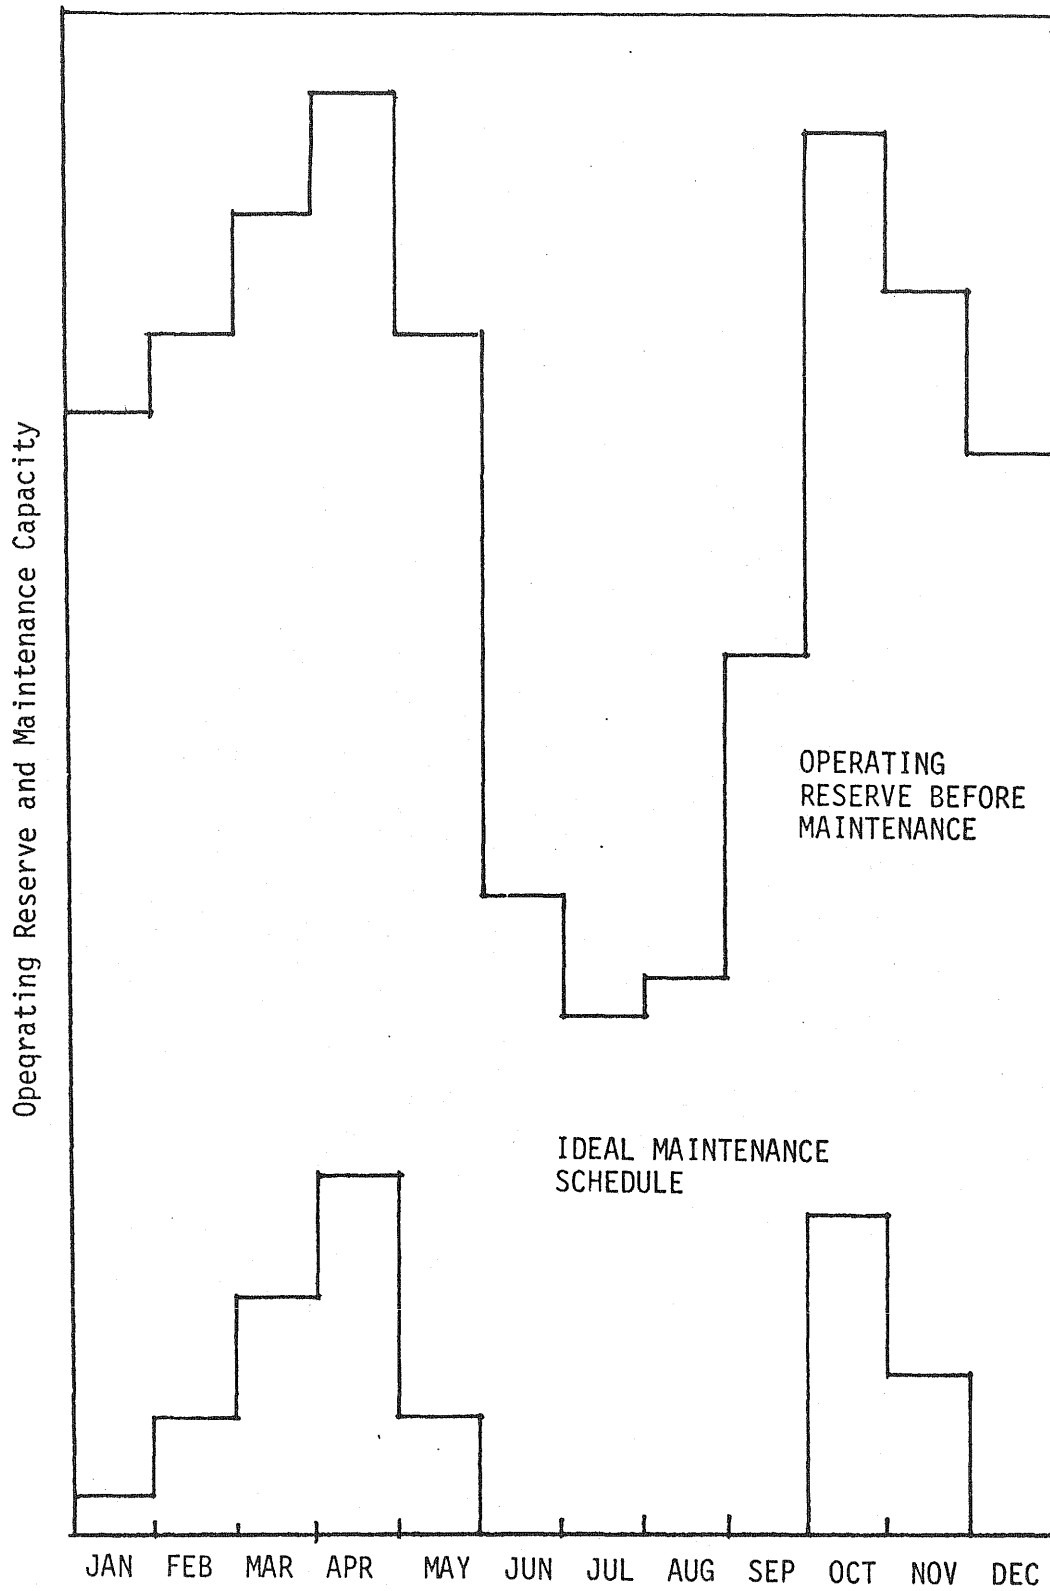 Opeqrating Reserve and Maintenance Capacity
OPERATING
RESERVE BEFORE
MAINTENANCE
IDEAL MAINTENANCE
SCHEDULE
JAN FEB MAR APR MAY JUN JUL AUG SEP OCT NOV DEC